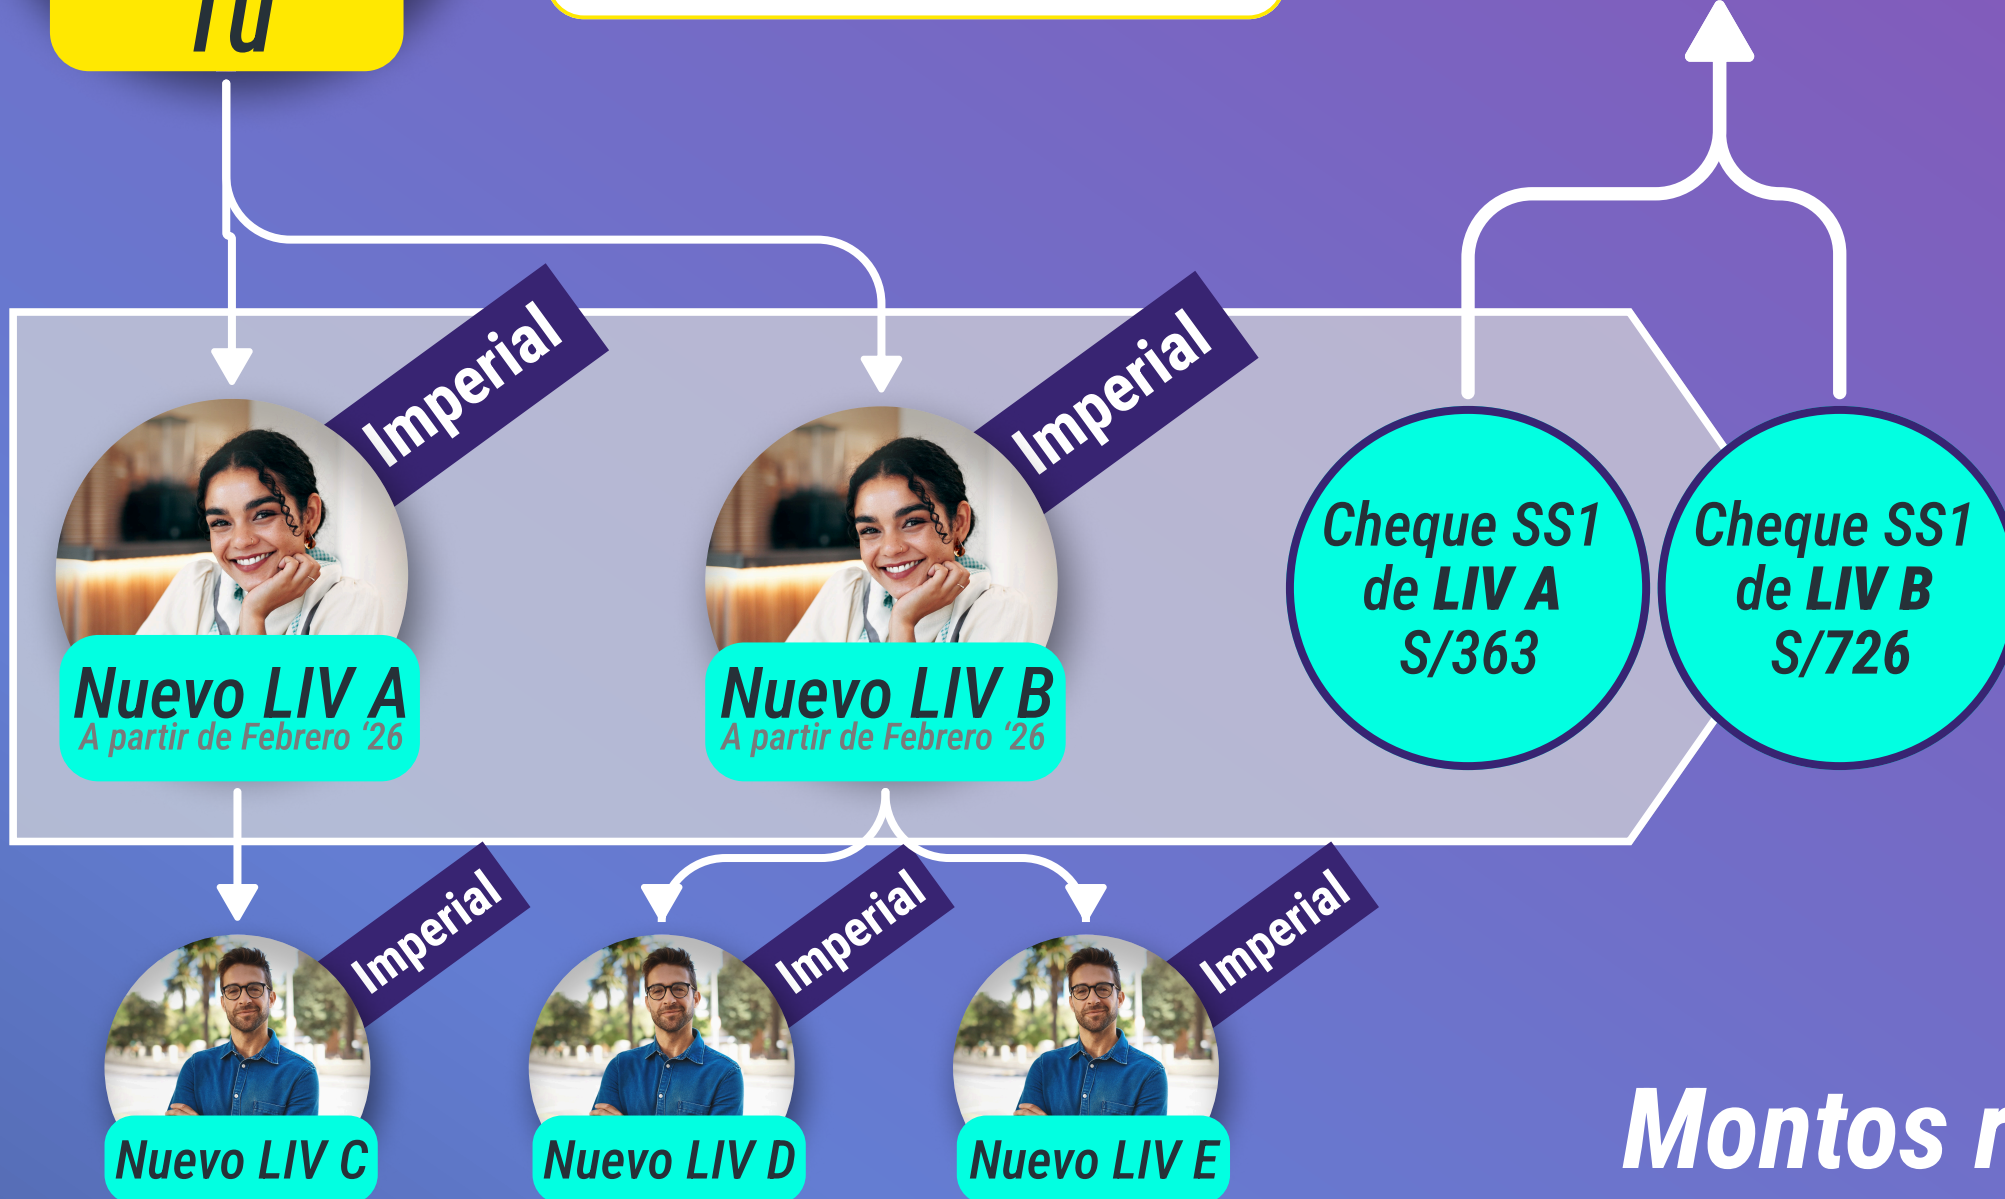 Tú
Imperial
Imperial
Nuevo LIV A
A partir de Febrero ‘26
Nuevo LIV B
A partir de Febrero ‘26
Cheque SS1
de LIV A
S/363
Cheque SS1
de LIV B
S/726
Imperial
Imperial
Imperial
Nuevo LIV C
Nuevo LIV D
Nuevo LIV E
Montos r